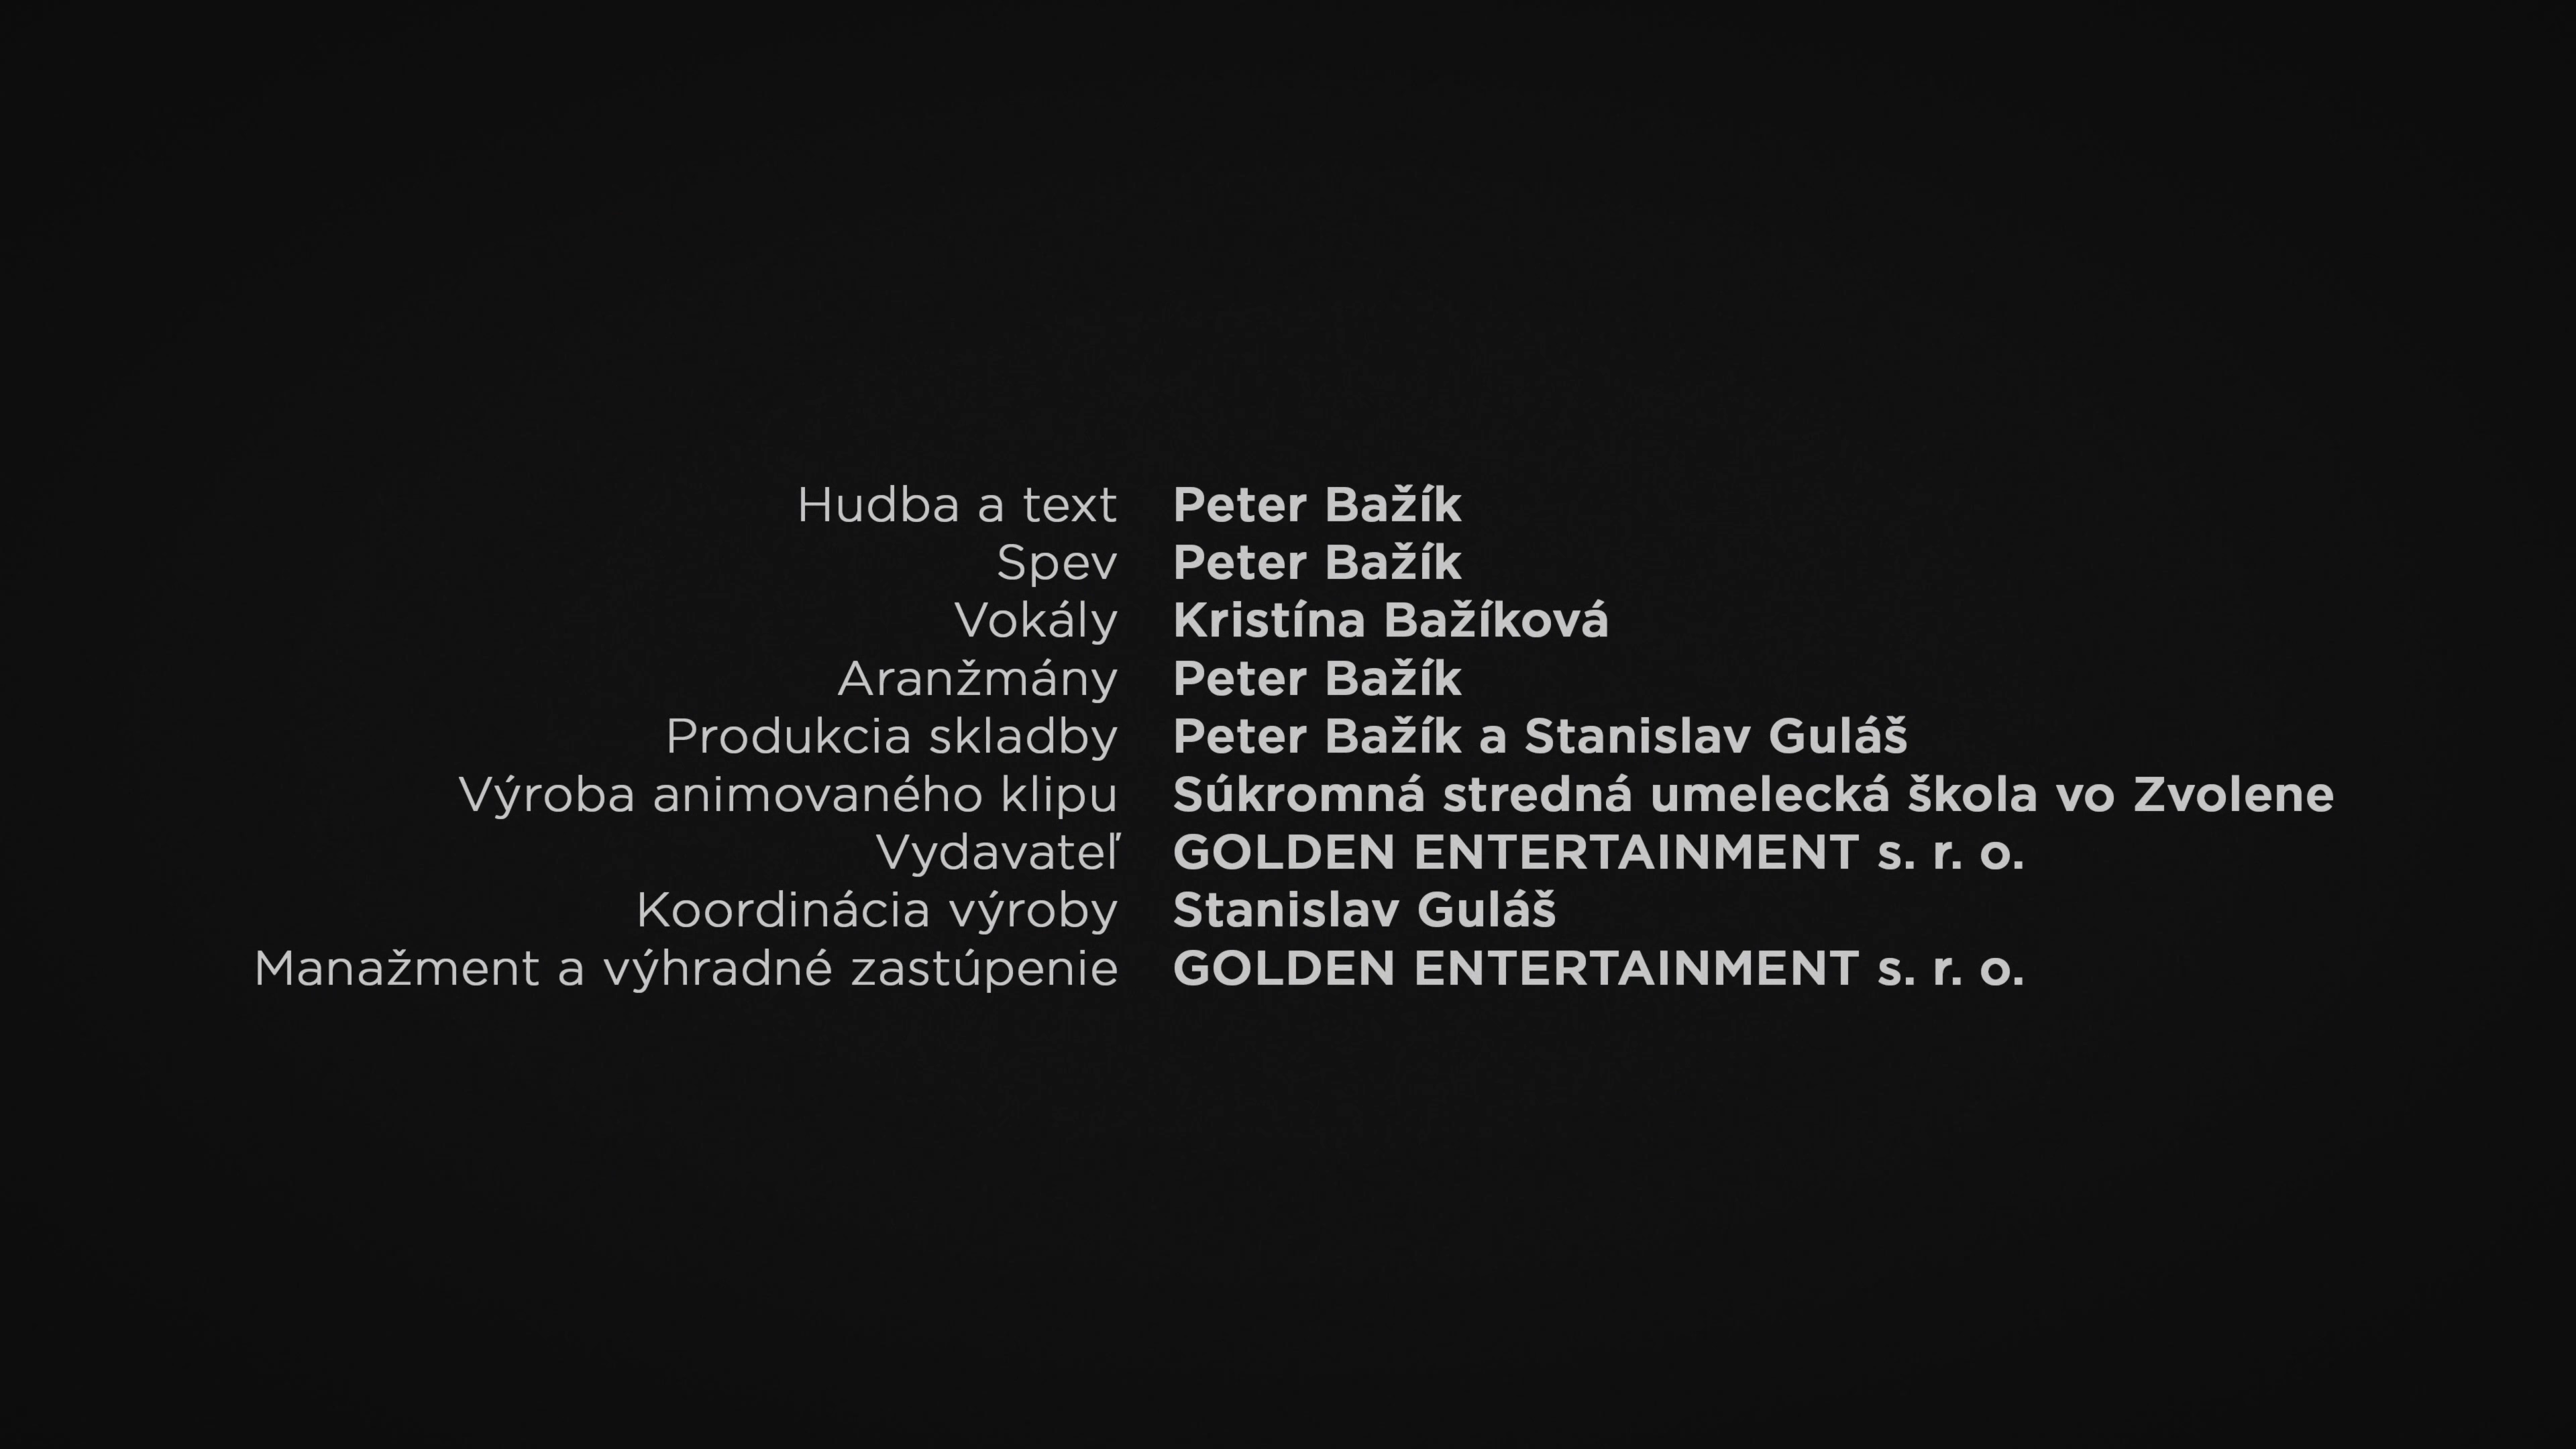 Hudba a text Peter Bažík
Spev Peter Bažík
Vokály Kristína Bažíková
Aranžmány Peter Bažík
Produkcia skladby Peter Bažík a Stanislav Guláš
Výroba animovaného klipu Súkromná stredná umelecká škola vo Zvolene
Vydavateľ GOLDEN ENTERTAINMENT s. r. o.
Koordinácia výroby Stanislav Guláš
Manažment a výhradné zastúpenie GOLDEN ENTERTAINMENT s. r. o.